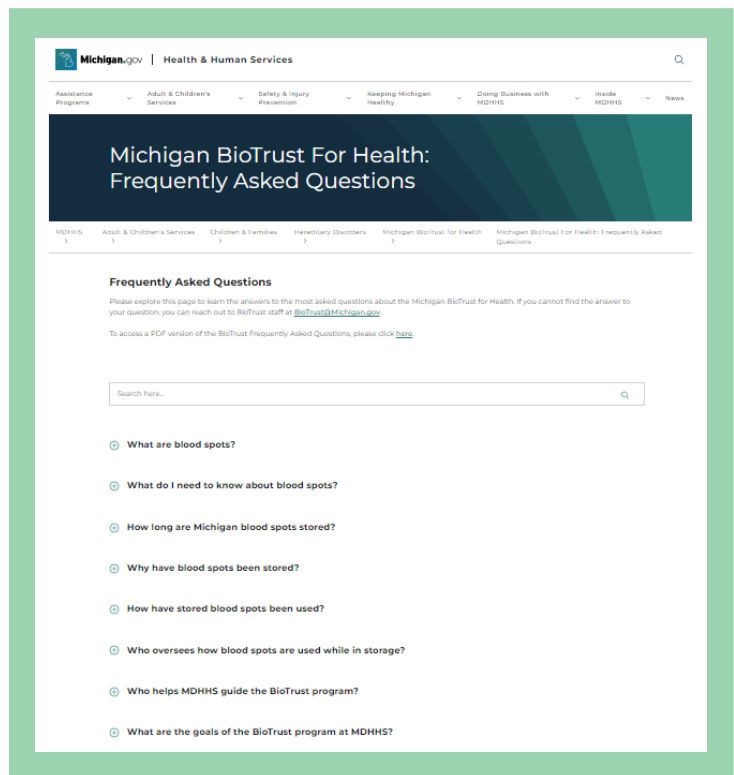 Michigan.gov | Health & Human Services
Assistance Programs
Adult & Children's Services
Safety & Injury Prevention
Keeping Michigan Healthy
Doing Business with MDHHS
Inside MDHHS
News
Michigan BioTrust For Health:
Frequently Asked Questions
MDHHS > Adult & Children's Services > Children & Families > Hereditary Disorders > Michigan BioTrust for Health > Michigan BioTrust For Health: Frequently Asked Questions
Frequently Asked Questions
Please explore this page to learn the answers to the most asked questions about the Michigan BioTrust for Health. If you cannot find the answer to
your question, you can reach out to BioTrust staff at BioTrust@Michigan.gov.
To access a PDF version of the BioTrust Frequently Asked Questions, please click here.
Search here...
What are blood spots?
What do I need to know about blood spots?
How long are Michigan blood spots stored?
Why have blood spots been stored?
How have stored blood spots been used?
Who oversees how blood spots are used while in storage?
Who helps MDHHS guide the BioTrust program?
What are the goals of the BioTrust program at MDHHS?